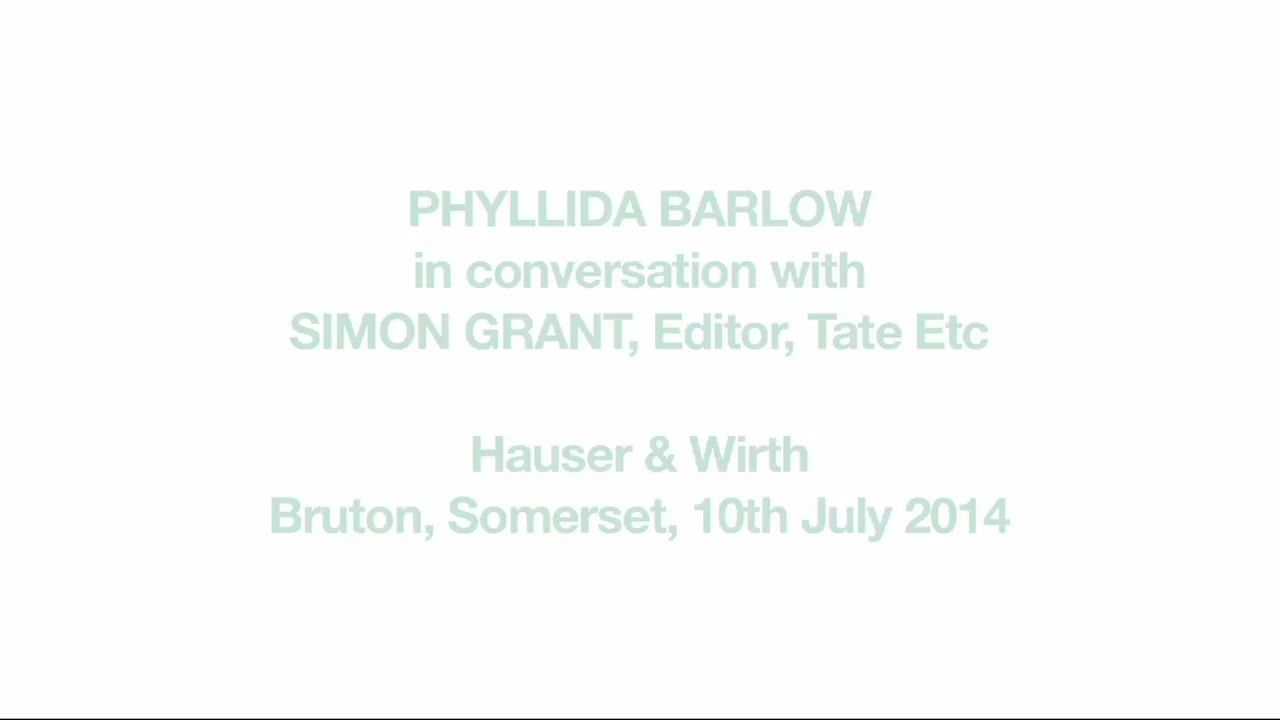 PHYLLIDA BARLOW
in conversation with
SIMON GRANT, Editor, Tate Etc
Hauser & Wirth
Bruton, Somerset, 10th July 2014